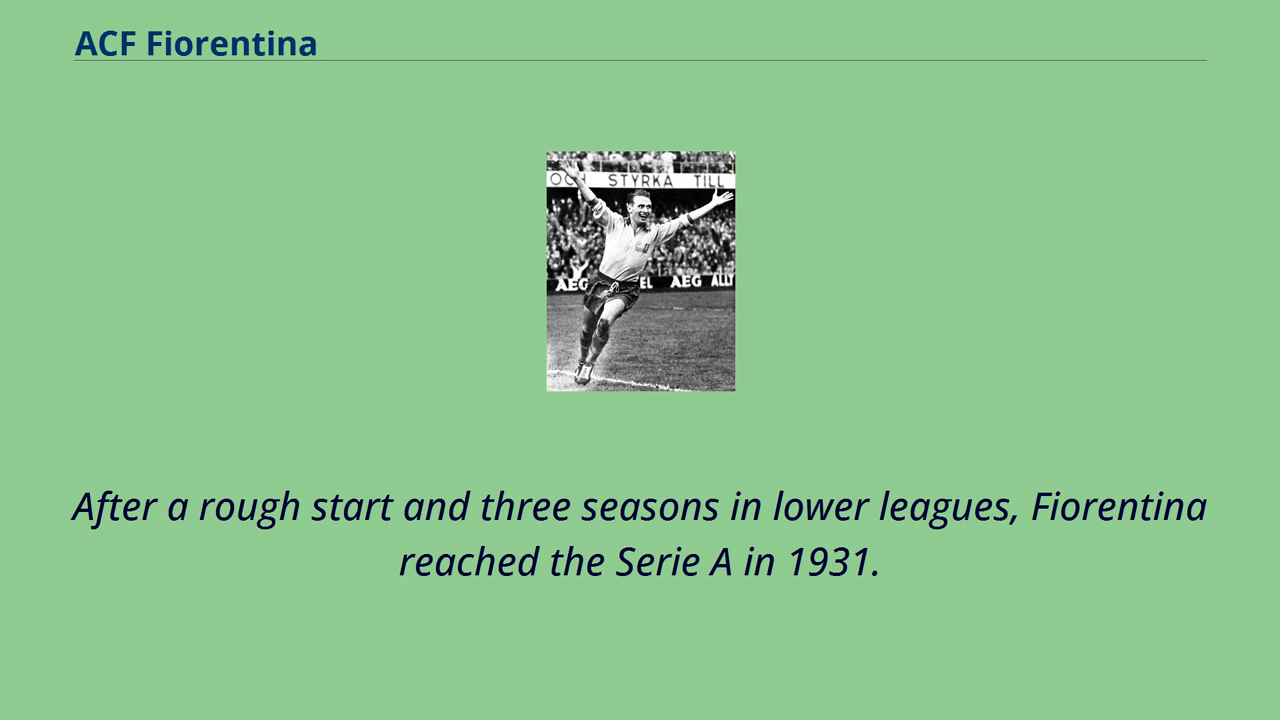 ACF Fiorentina
OCH STYRKA TILL
AEG EL AEG ALLT
After a rough start and three seasons in lower leagues, Fiorentina
reached the Serie A in 1931.